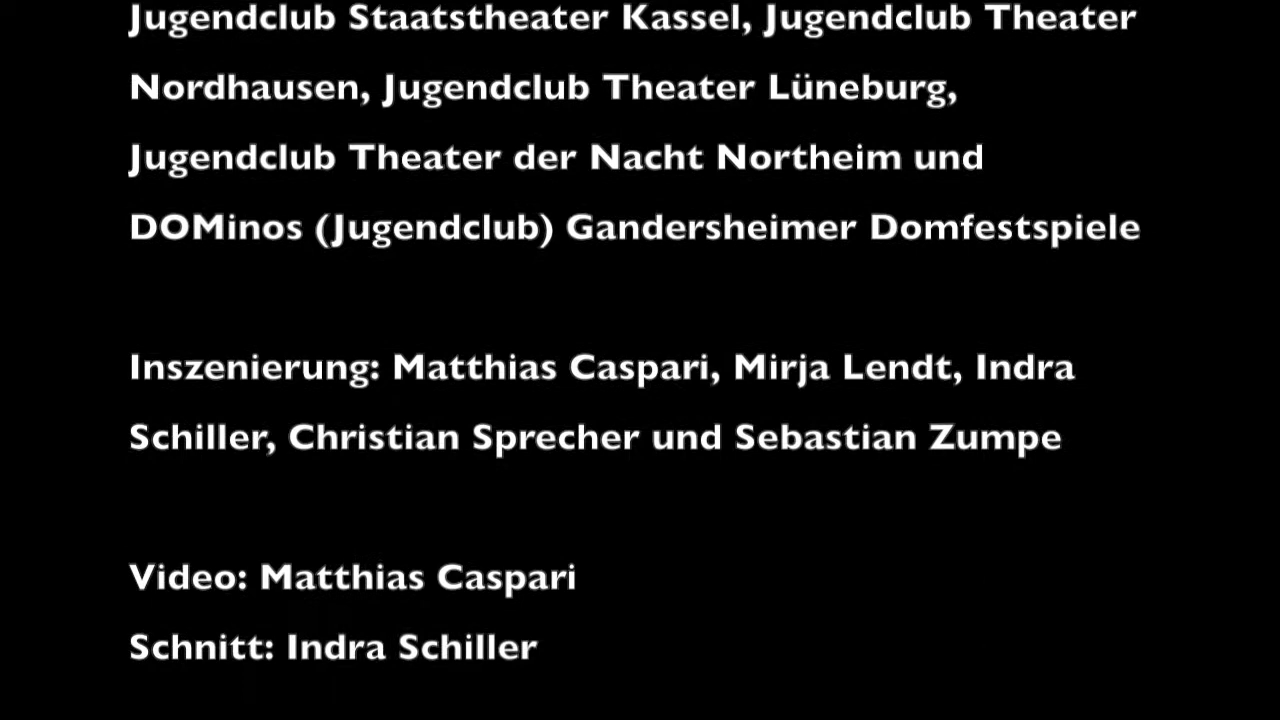 Jugendclub Staatstheater Kassel, Jugendclub Theater
Nordhausen, Jugendclub Theater Lüneburg,
Jugendclub Theater der Nacht Northeim und
DOMinos (Jugendclub) Gandersheimer Domfestspiele
Inszenierung: Matthias Caspari, Mirja Lendt, Indra
Schiller, Christian Sprecher und Sebastian Zumpe
Video: Matthias Caspari
Schnitt: Indra Schiller